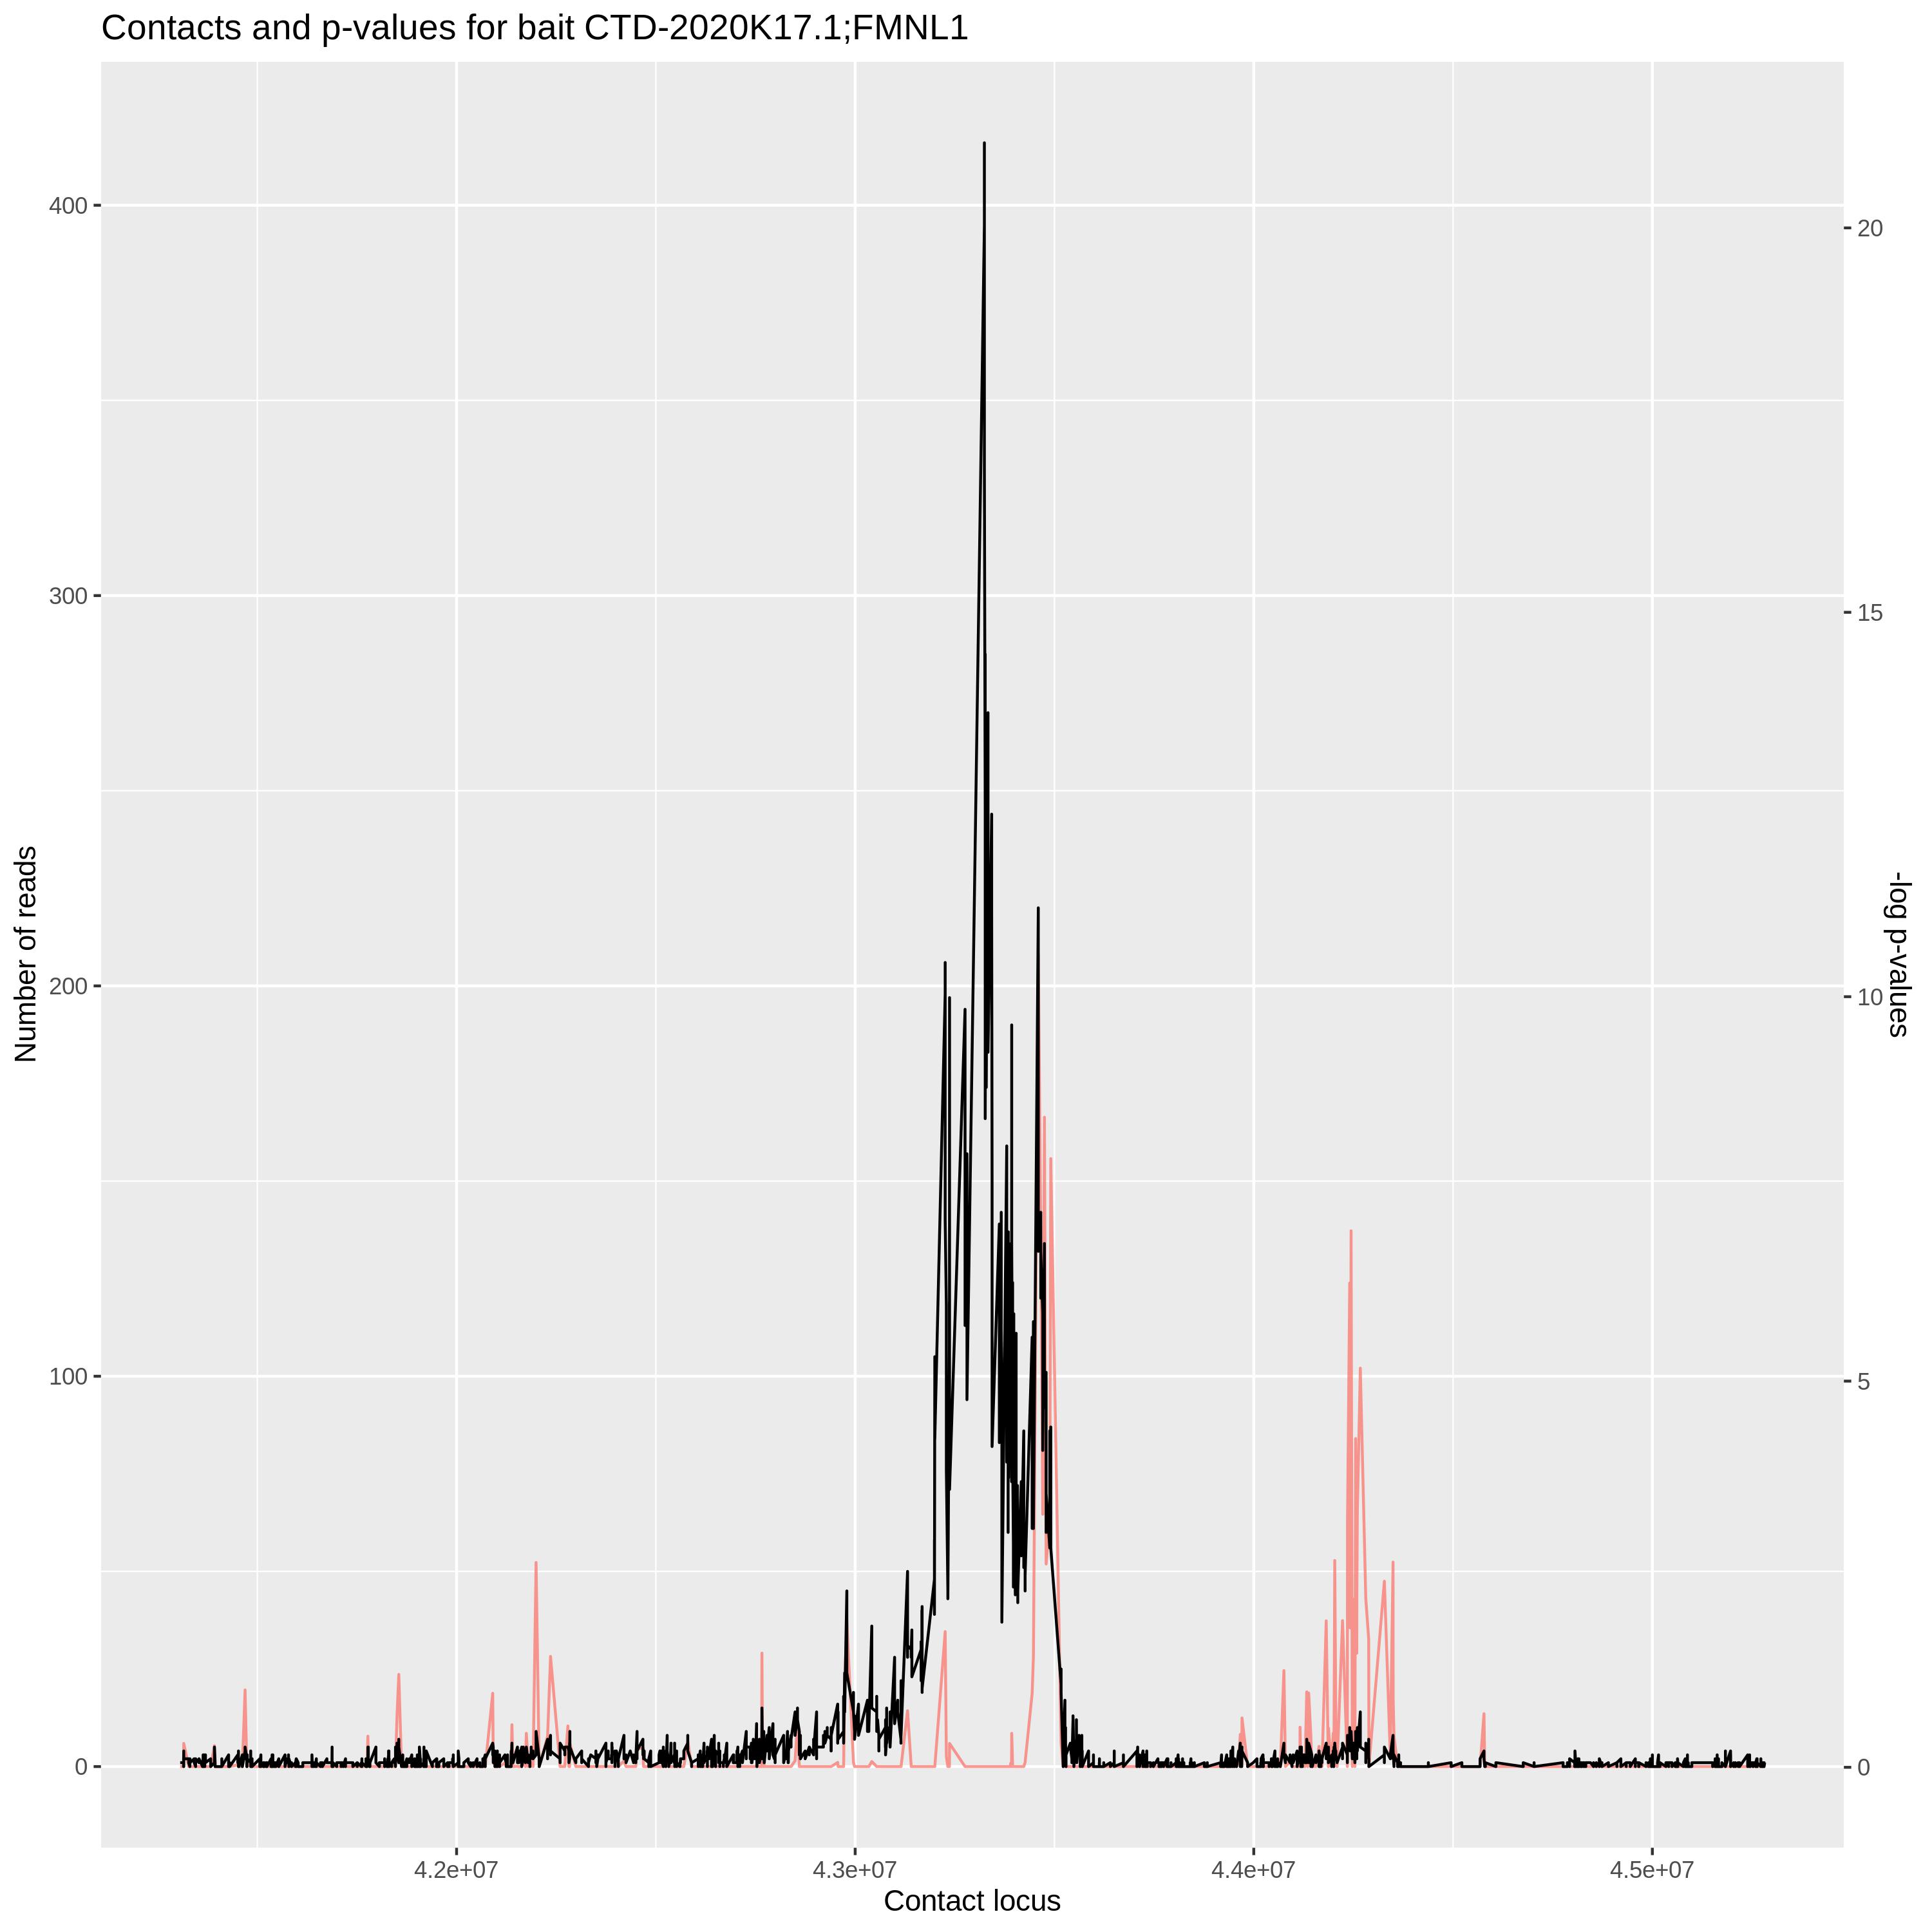 Contacts and p-values for bait CTD-2020K17.1;FMNL1
400
300
200
100
0
Number of reads
20
15
10
5
0
-log p-values
4.2e+07
4.3e+07
4.4e+07
4.5e+07
Contact locus